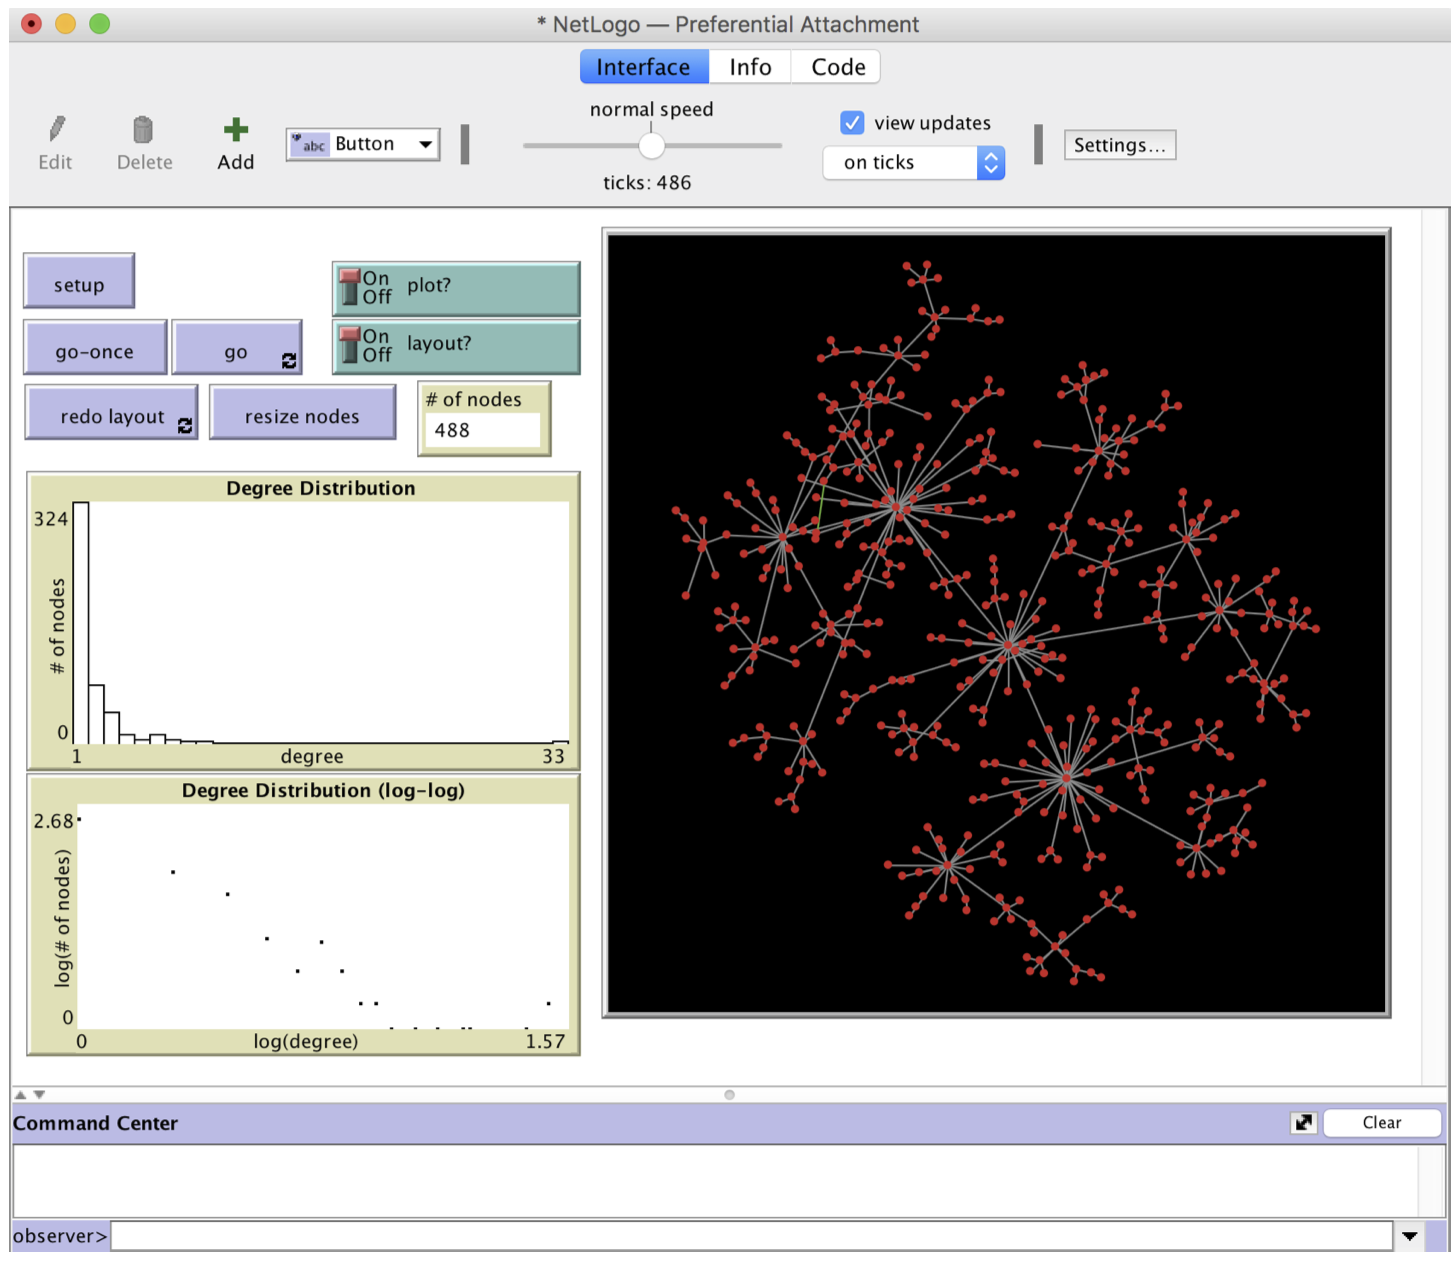 * NetLogo — Preferential Attachment
Interface
Info
Code
Edit
Delete
Add
abc
Button
normal speed
ticks: 486
view updates
on ticks
Settings...
setup
go-once
go
On
Off
plot?
On
Off
layout?
redo layout
resize nodes
# of nodes
488
Degree Distribution
324
# of nodes
0
1
degree
33
Degree Distribution (log-log)
2.68
log(# of nodes)
0
0
log(degree)
1.57
Command Center
Clear
observer>